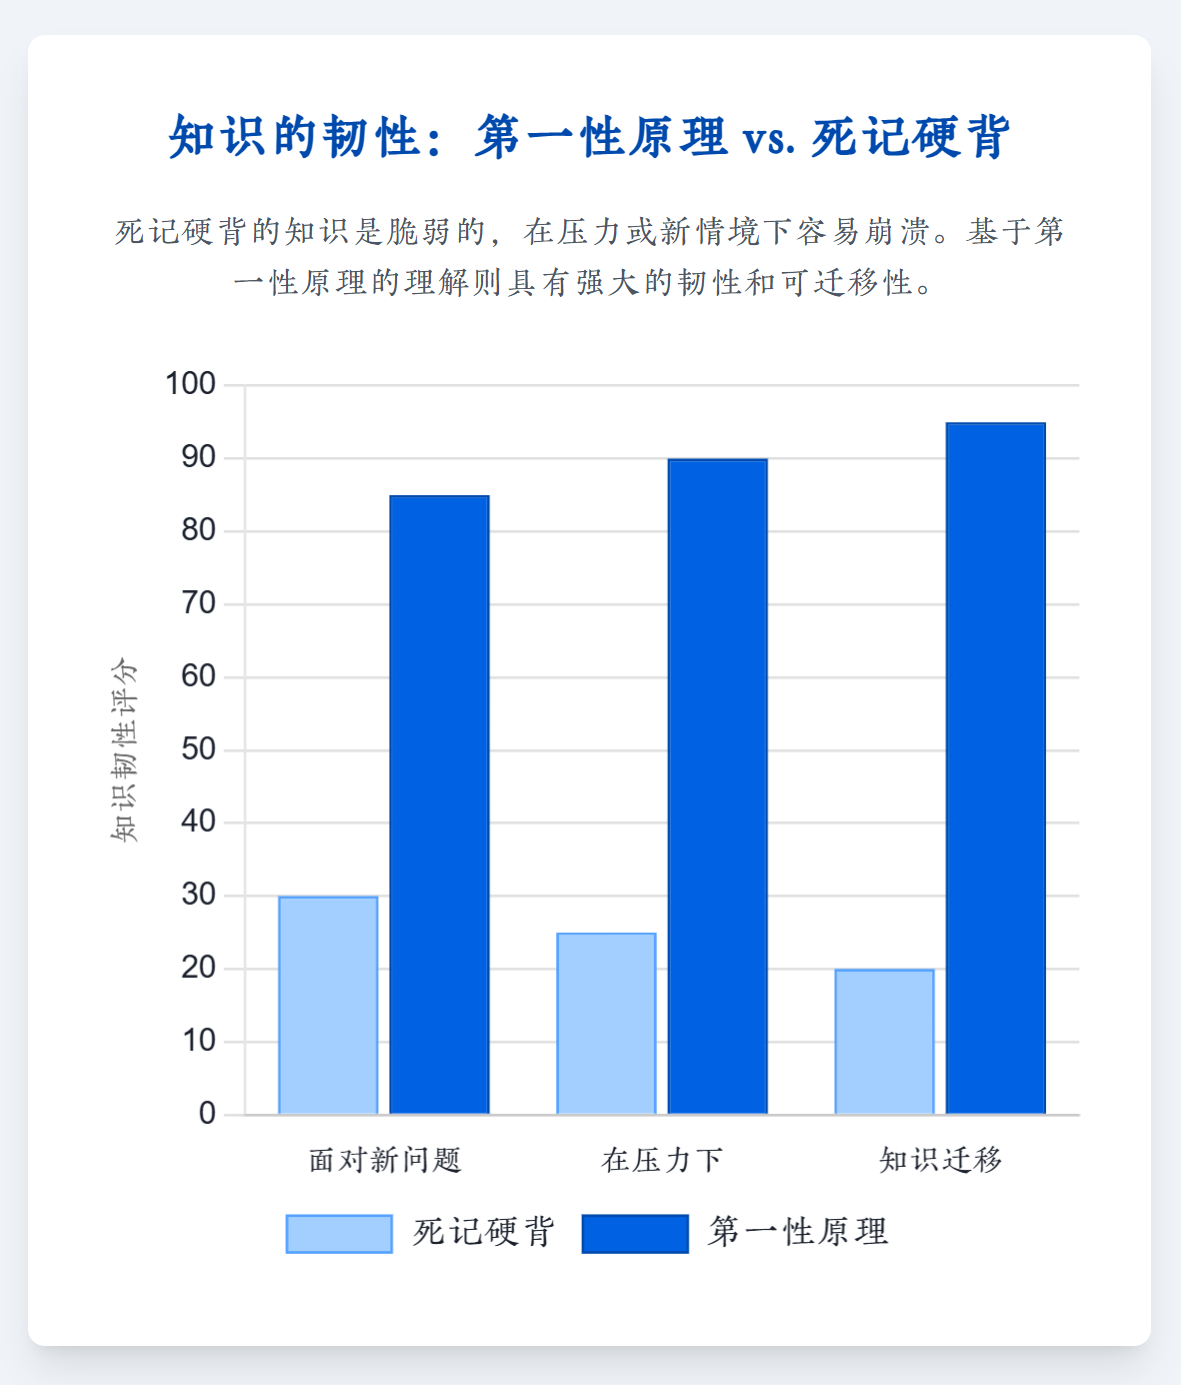 知识的韧性：第一性原理 vs. 死记硬背
死记硬背的知识是脆弱的，在压力或新情境下容易崩溃。基于第
一性原理的理解则具有强大的韧性和可迁移性。
100
90
80
70
60
50
40
30
20
10
0
知识韧性评分
面对新问题 在压力下 知识迁移
死记硬背 第一性原理